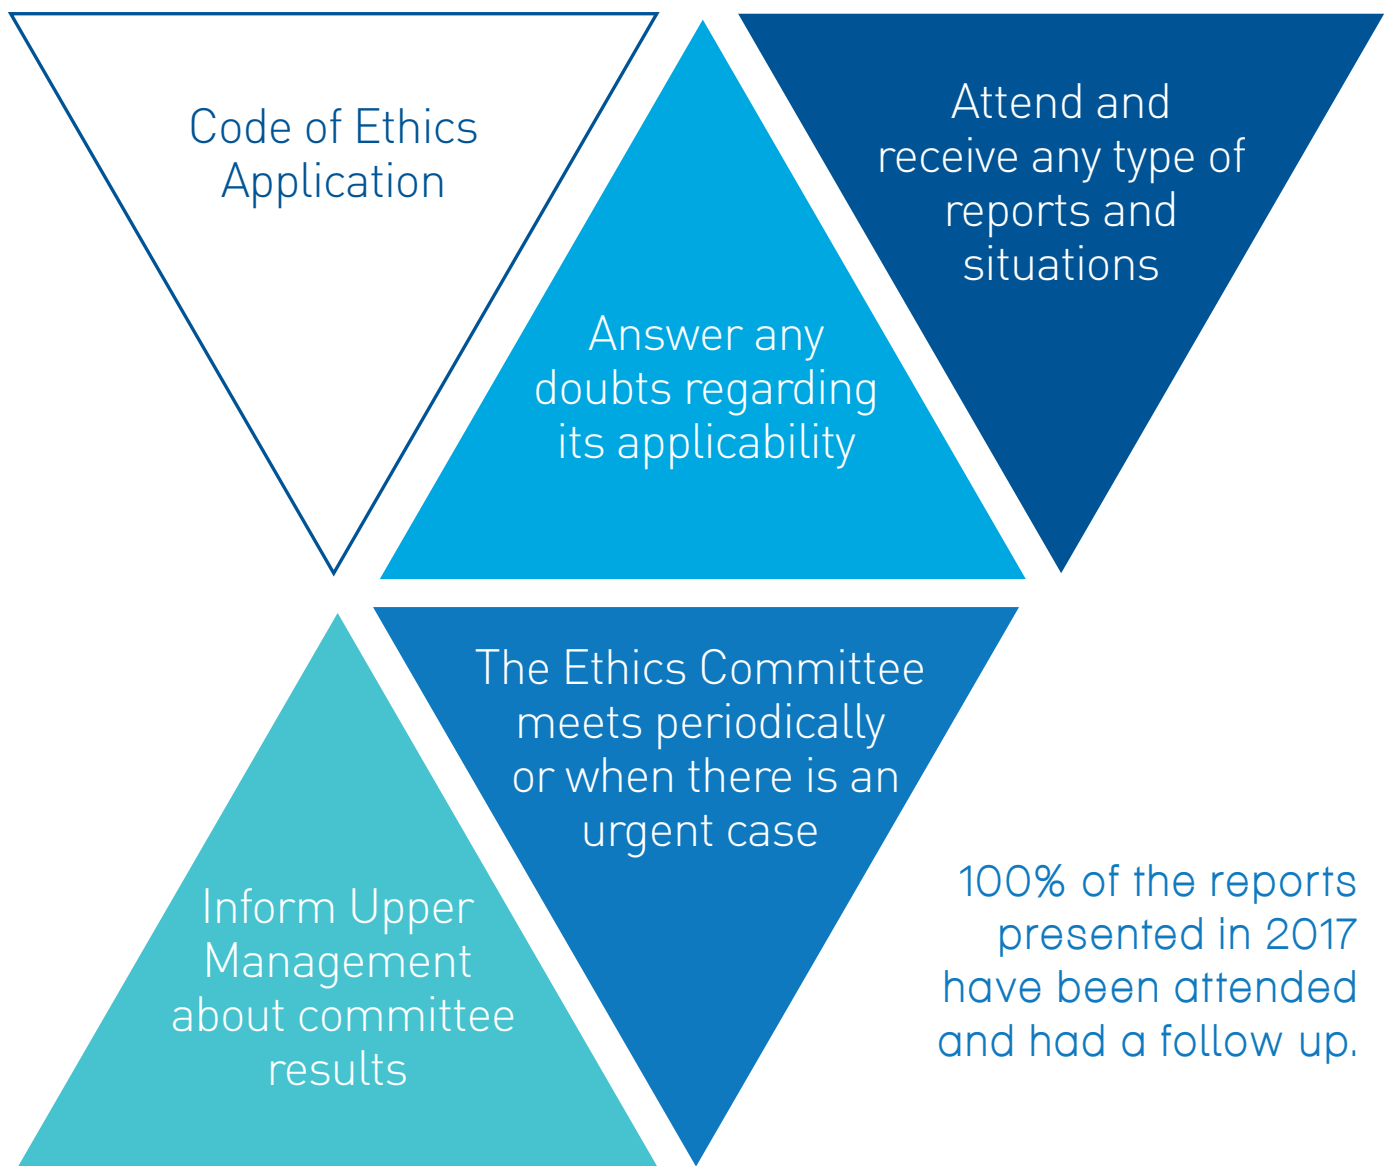 Code of Ethics
Application
Answer any
doubts regarding
its applicability
Attend and
receive any type of
reports and
situations
Inform Upper
Management
about committee
results
The Ethics Committee
meets periodically
or when there is an
urgent case
100% of the reports
presented in 2017
have been attended
and had a follow up.